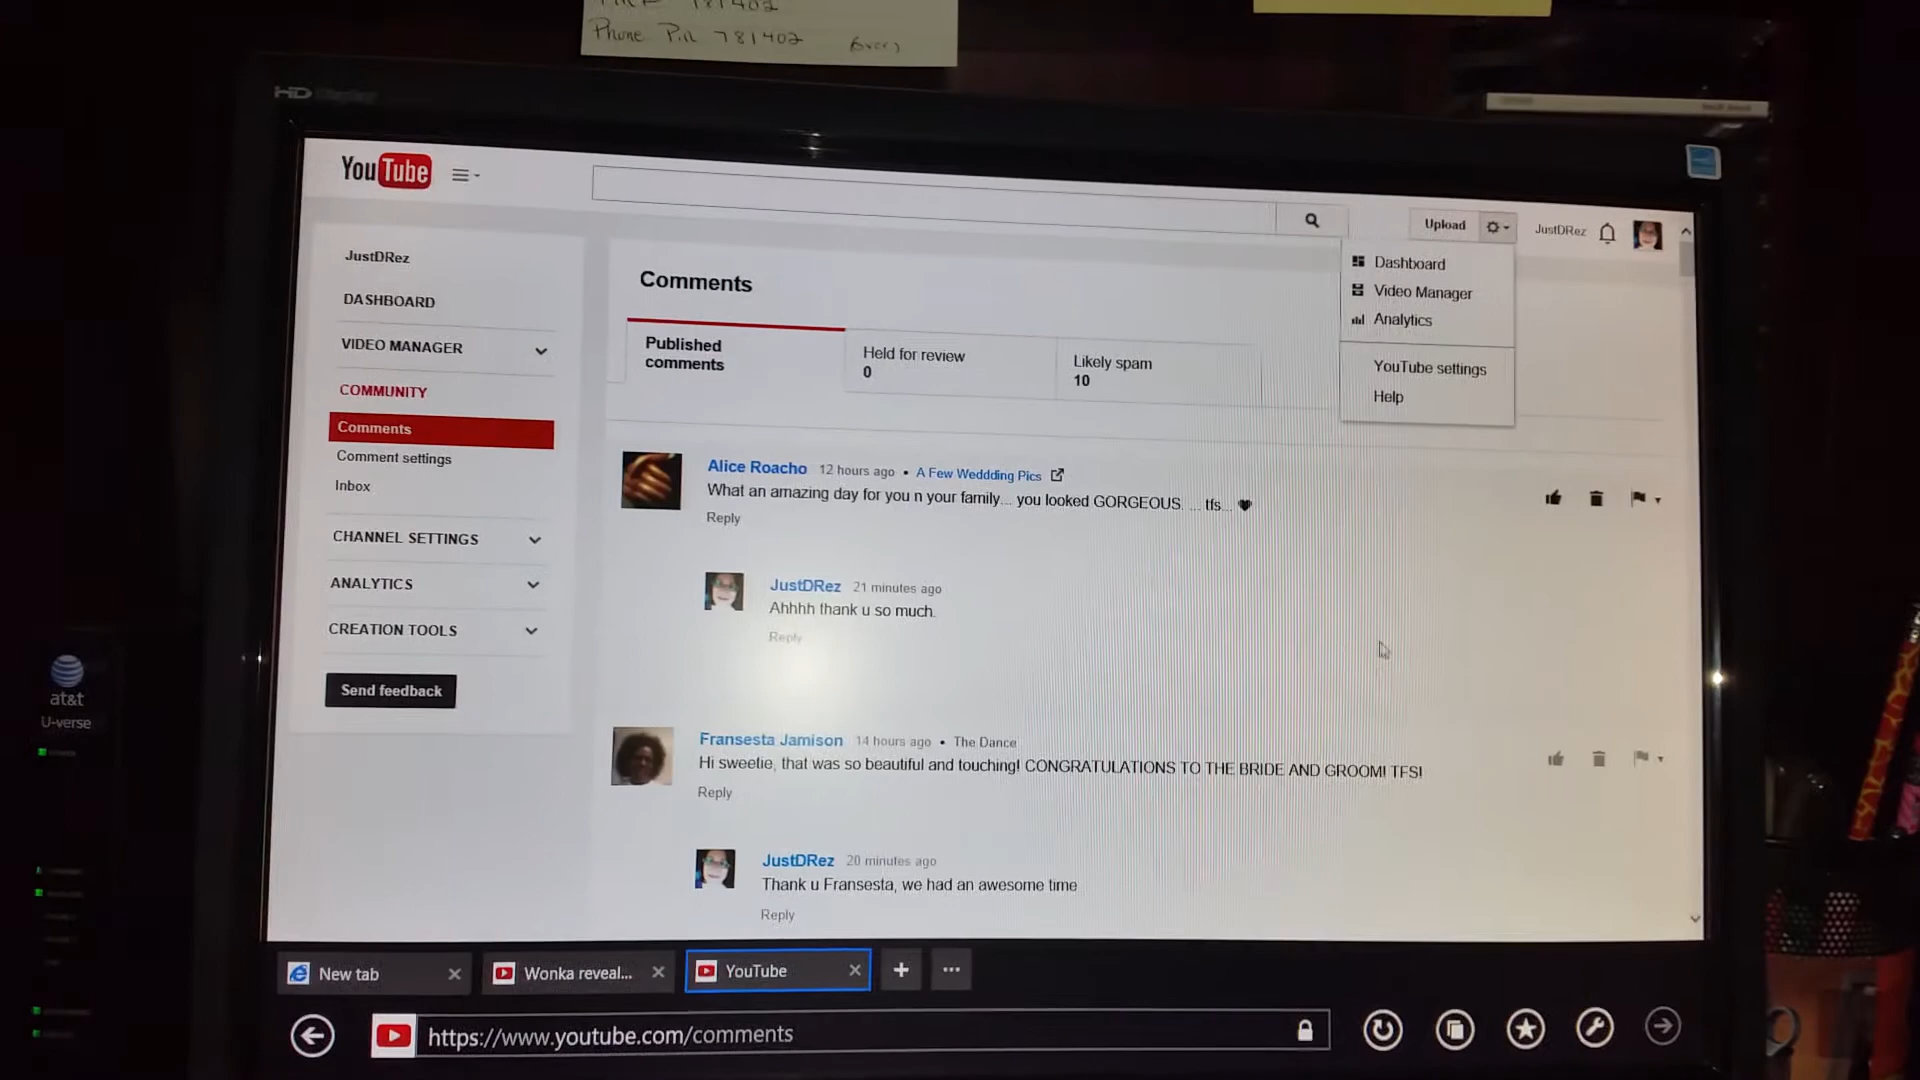 Phone Pin 781402
HD
YouTube
Upload
JustDRez
JustDRez
DASHBOARD
VIDEO MANAGER
COMMUNITY
Comments
Comment settings
Inbox
CHANNEL SETTINGS
ANALYTICS
CREATION TOOLS
Send feedback
Comments
Published comments
Held for review
0
Likely spam
10
Dashboard
Video Manager
Analytics
YouTube settings
Help
Alice Roacho 12 hours ago • A Few Weddding Pics
What an amazing day for you n your family... you looked GORGEOUS. ... tfs... ♥
Reply
JustDRez 21 minutes ago
Ahhhh thank u so much.
Reply
Fransesta Jamison 14 hours ago • The Dance
Hi sweetie, that was so beautiful and touching! CONGRATULATIONS TO THE BRIDE AND GROOM! TFS!
Reply
JustDRez 20 minutes ago
Thank u Fransesta, we had an awesome time
Reply
at&t
U-verse
New tab
Wonka reveal...
YouTube
https://www.youtube.com/comments